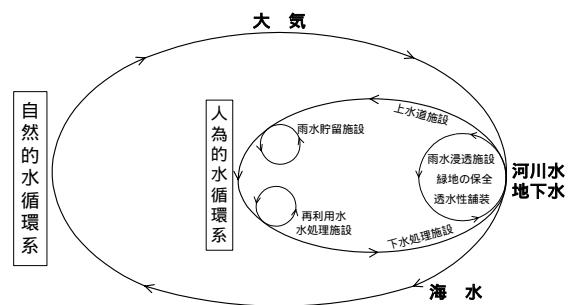 大 気
自然的水循環系
人為的水循環系
上水道施設
雨水貯留施設
雨水浸透施設
緑地の保全
透水性舗装
河川水
地下水
再利用水
水処理施設
下水処理施設
海 水